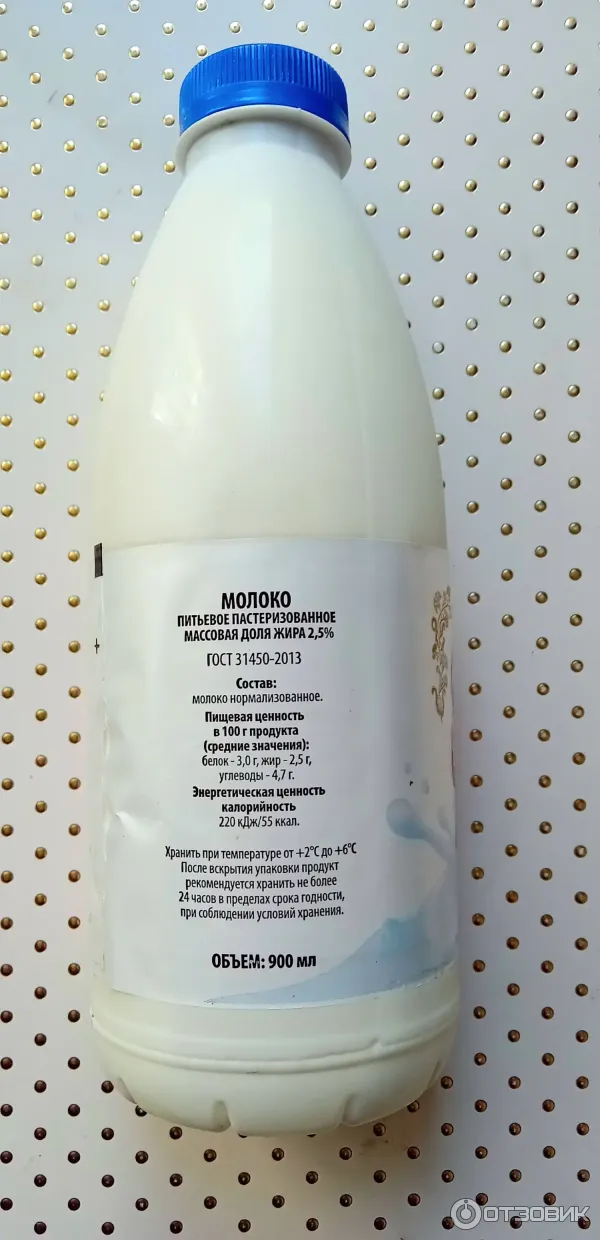 МОЛОКО
ПИТЬЕВОЕ ПАСТЕРИЗОВАННОЕ
МАССОВАЯ ДОЛЯ ЖИРА 2,5%
ГОСТ 31450-2013
Состав:
молоко нормализованное.
Пищевая ценность
в 100 г продукта
(средние значения):
белок - 3,0 г, жир - 2,5 г,
углеводы - 4,7 г.
Энергетическая ценность
калорийность
220 кДж/55 ккал.
Хранить при температуре от +2°С до +6°С
После вскрытия упаковки продукт
рекомендуется хранить не более
24 часов в пределах срока годности,
при соблюдении условий хранения.
ОБЪЕМ: 900 мл
ОТЗОВИК